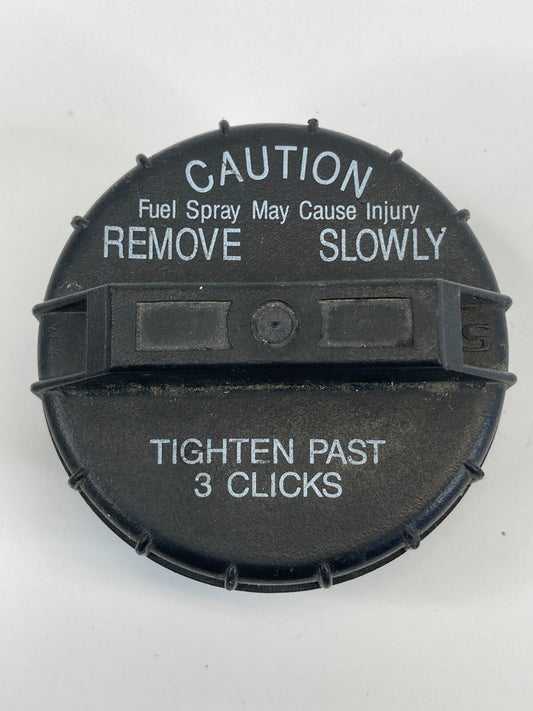 CAUTION
Fuel Spray May Cause Injury
REMOVE SLOWLY
TIGHTEN PAST
3 CLICKS